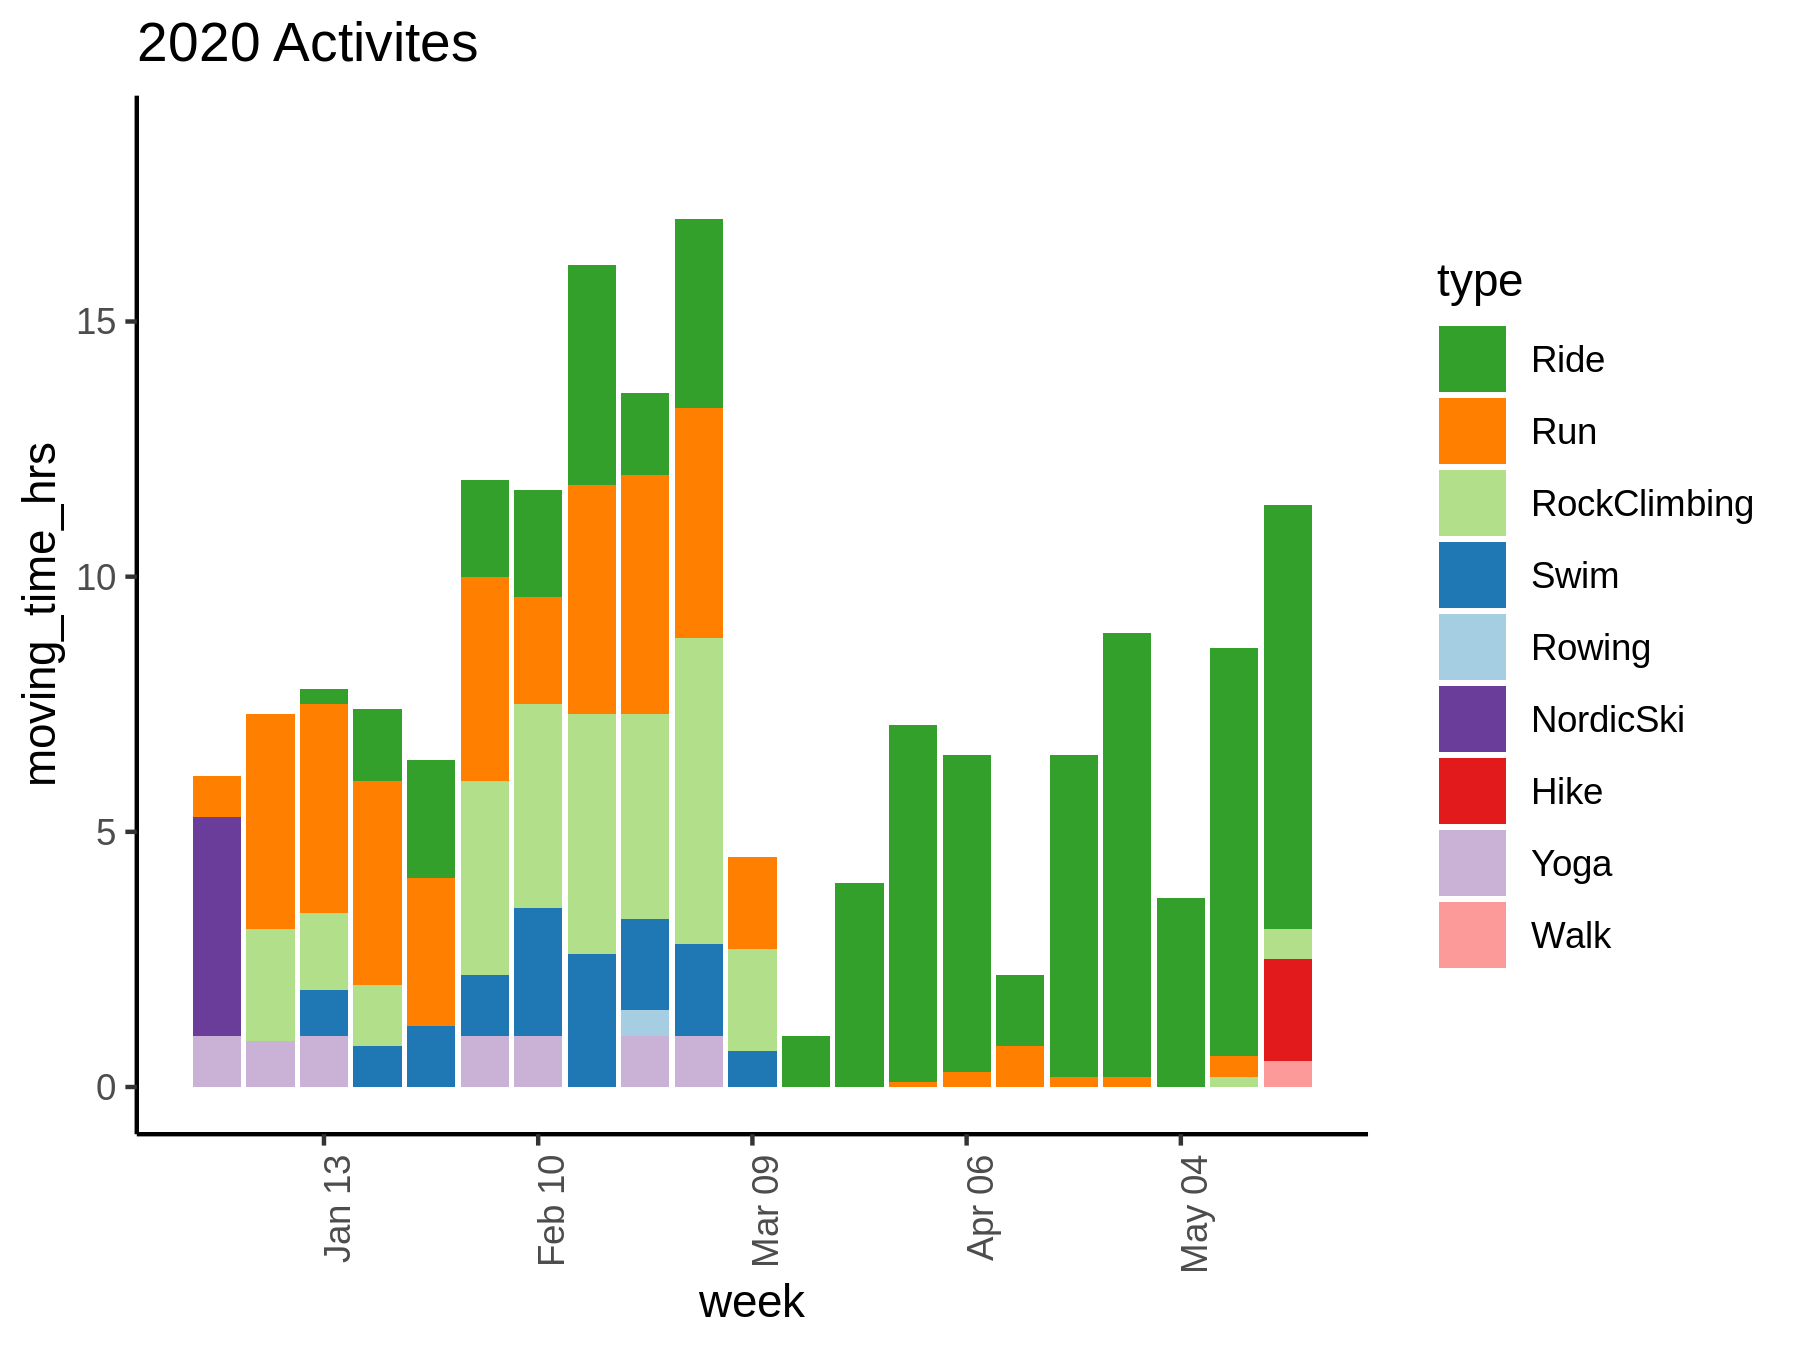 2020 Activites
moving_time_hrs
15
10
5
0
Jan 13
Feb 10
Mar 09
Apr 06
May 04
week
type
Ride
Run
RockClimbing
Swim
Rowing
NordicSki
Hike
Yoga
Walk